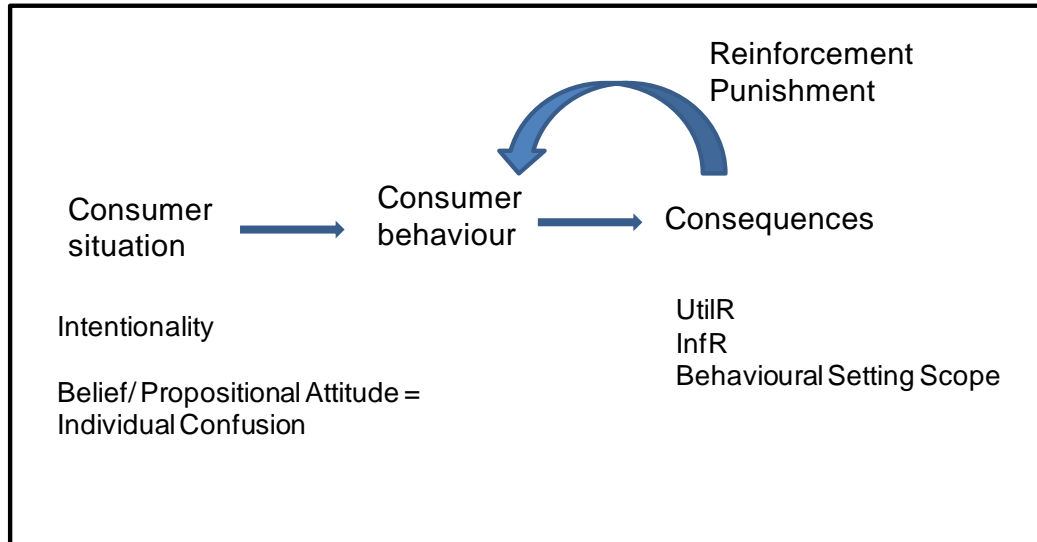 Reinforcement
Punishment
Consumer
situation
Consumer
behaviour
Consequences
Intentionality
Belief/ Propositional Attitude =
Individual Confusion
UtilR
InfR
Behavioural Setting Scope